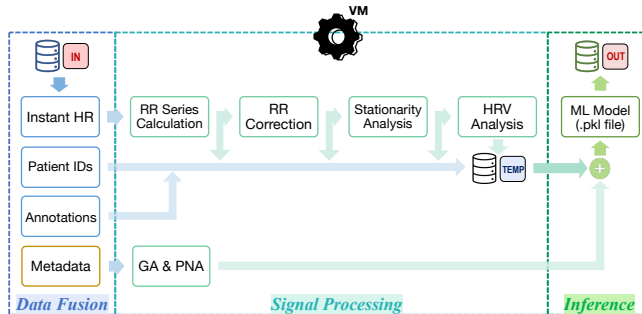 VM
IN
OUT
Instant HR
RR Series
Calculation
RR
Correction
Stationarity
Analysis
HRV
Analysis
ML Model
(.pkl file)
Patient IDs
TEMP
+
Annotations
Metadata
GA & PNA
Data Fusion
Signal Processing
Inference